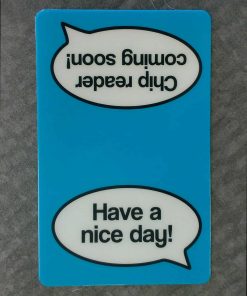 Chip reader
coming soon!
Have a
nice day!